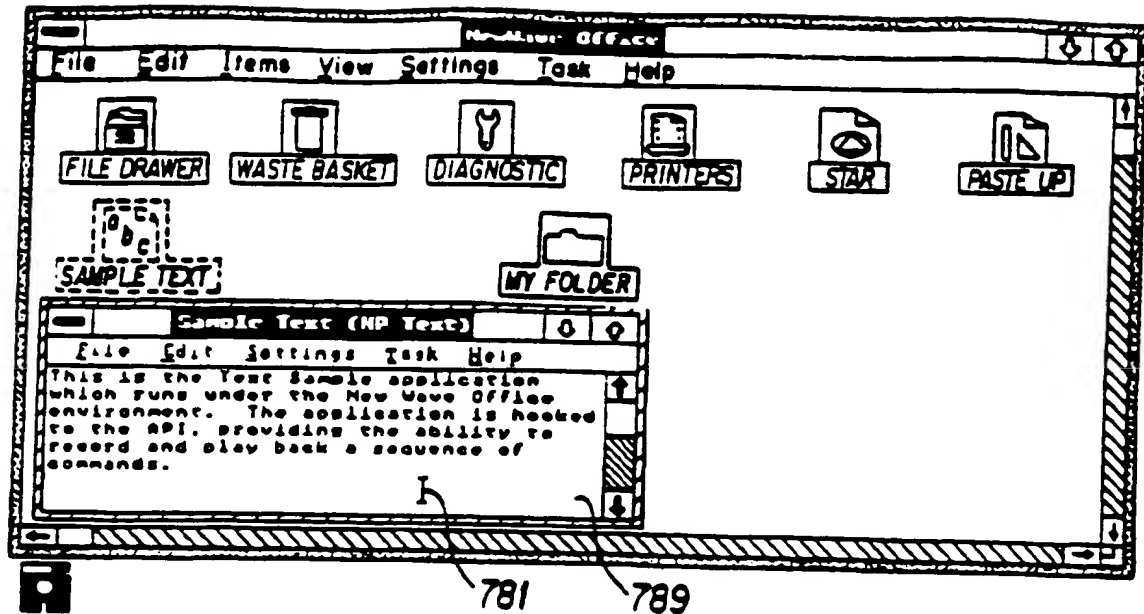 NewWave Office
File Edit Items View Settings Task Help
FILE DRAWER WASTE BASKET DIAGNOSTIC PRINTERS STAR PASTE UP
a b c
SAMPLE TEXT MY FOLDER
Sample Text (HP Text)
File Edit Settings Task Help
This is the Text Sample application
which runs under the New Wave Office
environment. The application is hooked
to the API, providing the ability to
record and play back a sequence of
commands.
781 789